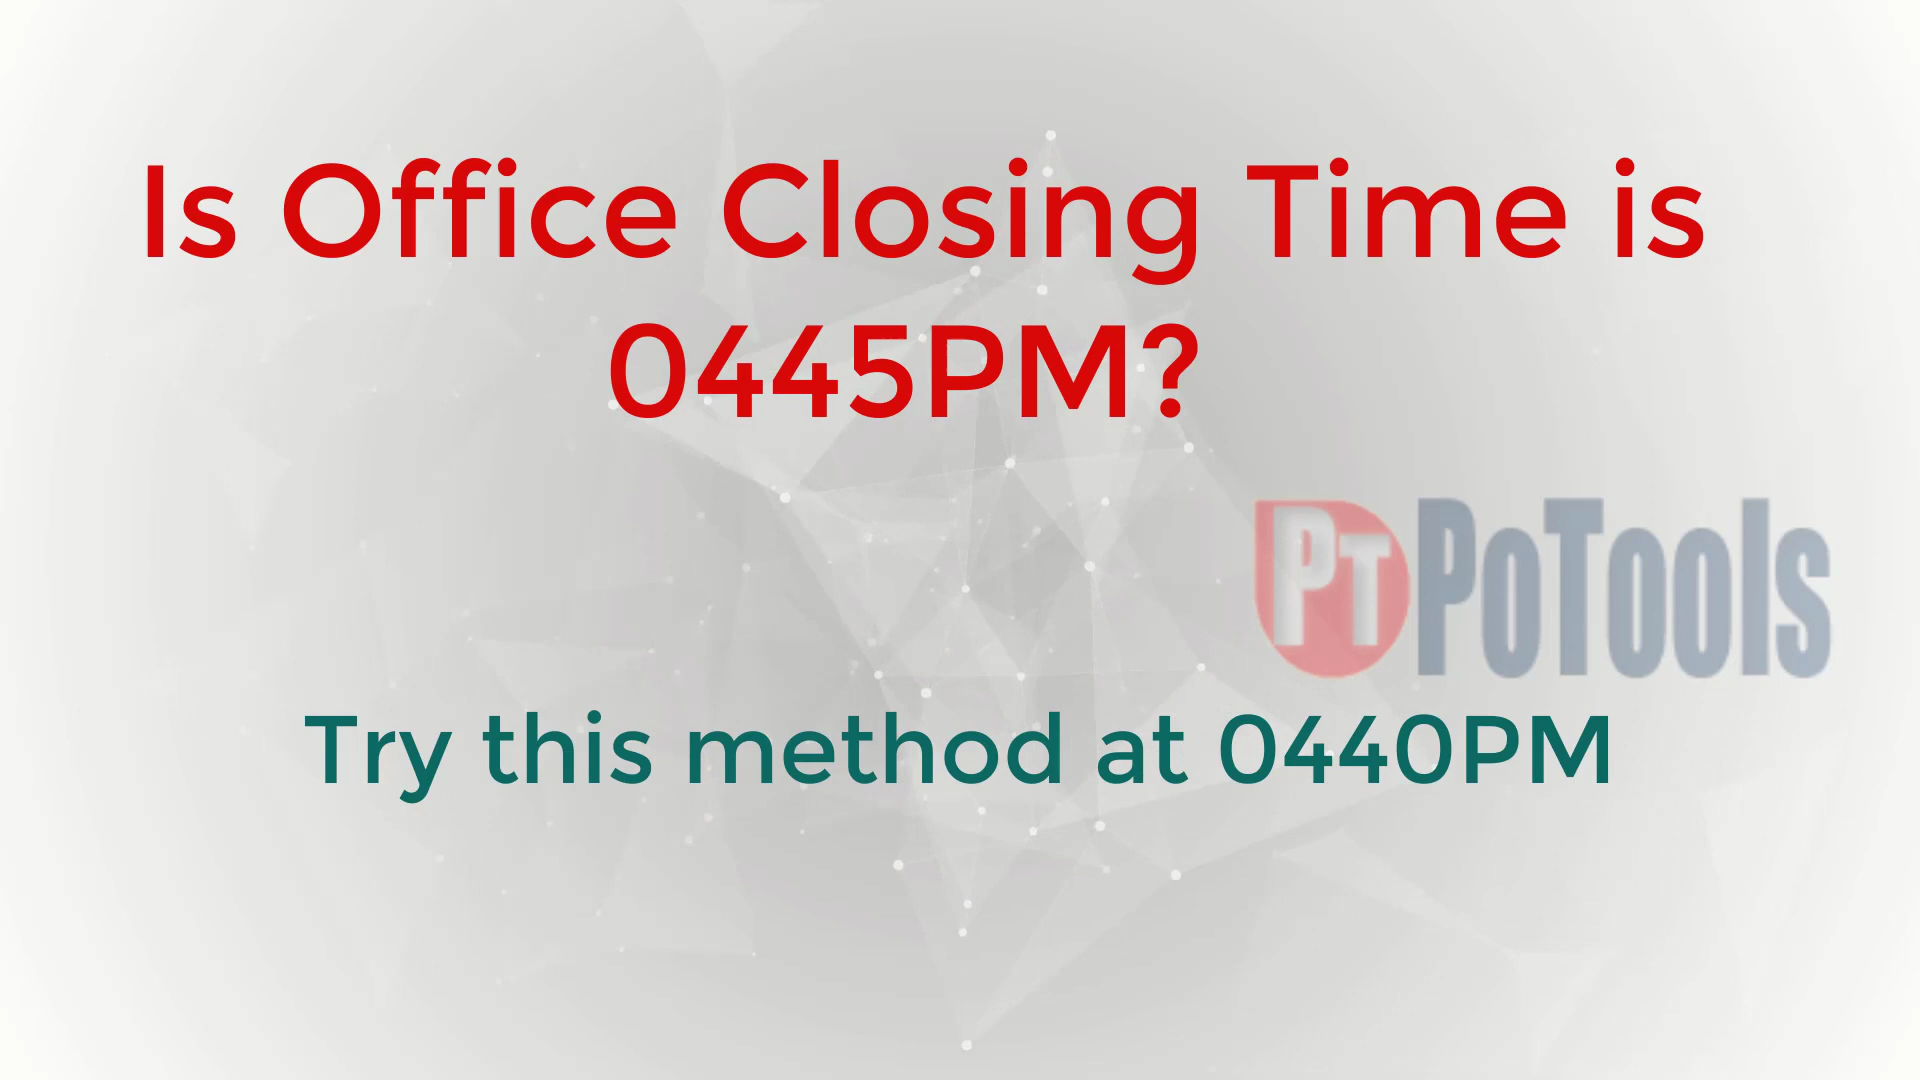 Is Office Closing Time is
0445PM?
PT PoTools
Try this method at 0440PM